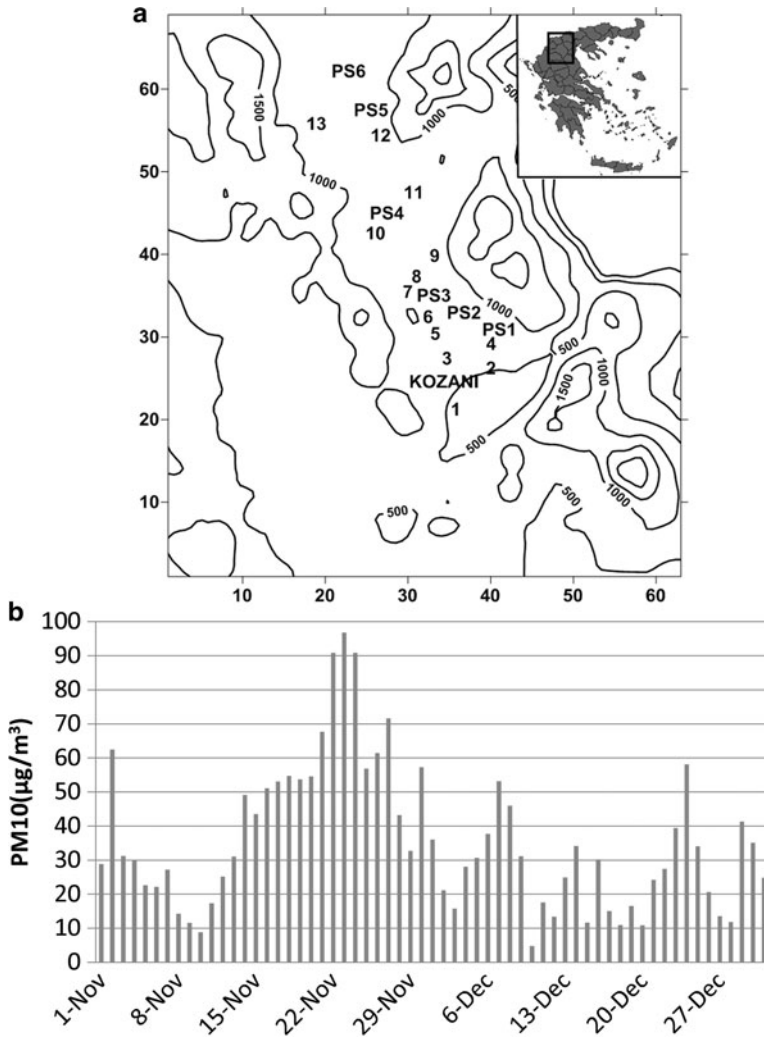 a
60
50
40
30
20
10
10 20 30 40 50 60
1500
1000
500
1000
1000
500
1500
1000
500
500
500
1000
PS6
PS5
13
12
11
PS4
10
9
8
7
PS3
6
PS2
PS1
5
4
3
2
KOZANI
1
b
PM10(µg/m³)
100
90
80
70
60
50
40
30
20
10
0
1-Nov
8-Nov
15-Nov
22-Nov
29-Nov
6-Dec
13-Dec
20-Dec
27-Dec